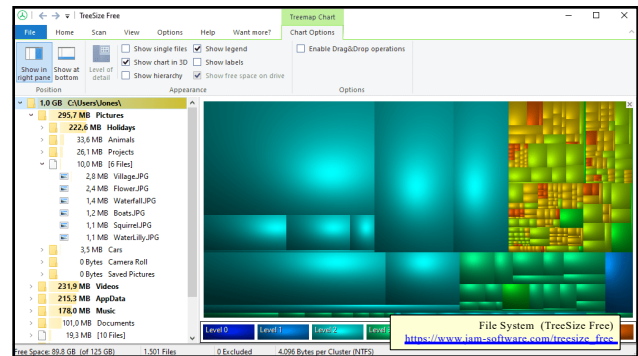 TreeSize Free
Treemap Chart
File Home Scan View Options Help Want more? Chart Options
Show in right pane
Show at bottom
Level of detail
Show single files
Show chart in 3D
Show hierarchy
Show legend
Show labels
Show free space on drive
Enable Drag&Drop operations
Position Appearance Options
1,0 GB C:\Users\Jones\
295,7 MB Pictures
222,6 MB Holidays
33,6 MB Animals
26,1 MB Projects
10,0 MB [6 Files]
2,8 MB Village.JPG
2,4 MB Flower.JPG
1,4 MB Waterfall.JPG
1,2 MB Boats.JPG
1,1 MB Squirrel.JPG
1,1 MB WaterLilly.JPG
3,5 MB Cars
0 Bytes Camera Roll
0 Bytes Saved Pictures
231,9 MB Videos
215,3 MB AppData
178,0 MB Music
101,0 MB Documents
19,3 MB [10 Files]
Level 0 Level 1 Level 2 Level 3
File System (TreeSize Free)
https://www.jam-software.com/treesize_free
Free Space: 89.8 GB (of 125 GB) 1.501 Files 0 Excluded 4.096 Bytes per Cluster (NTFS)